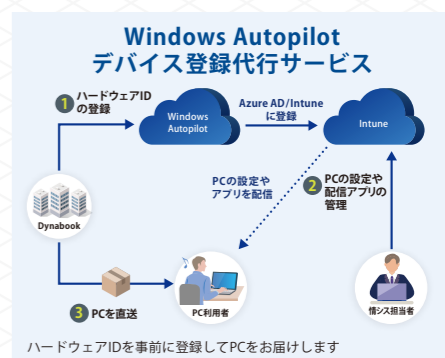 Windows Autopilot
デバイス登録代行サービス
1 ハードウェアID
の登録
Windows
Autopilot
Azure AD/Intune
に登録
Intune
PCの設定や
アプリを配信
2 PCの設定や
配信アプリの
管理
Dynabook
3 PCを直送
PC利用者
情シス担当者
ハードウェアIDを事前に登録してPCをお届けします